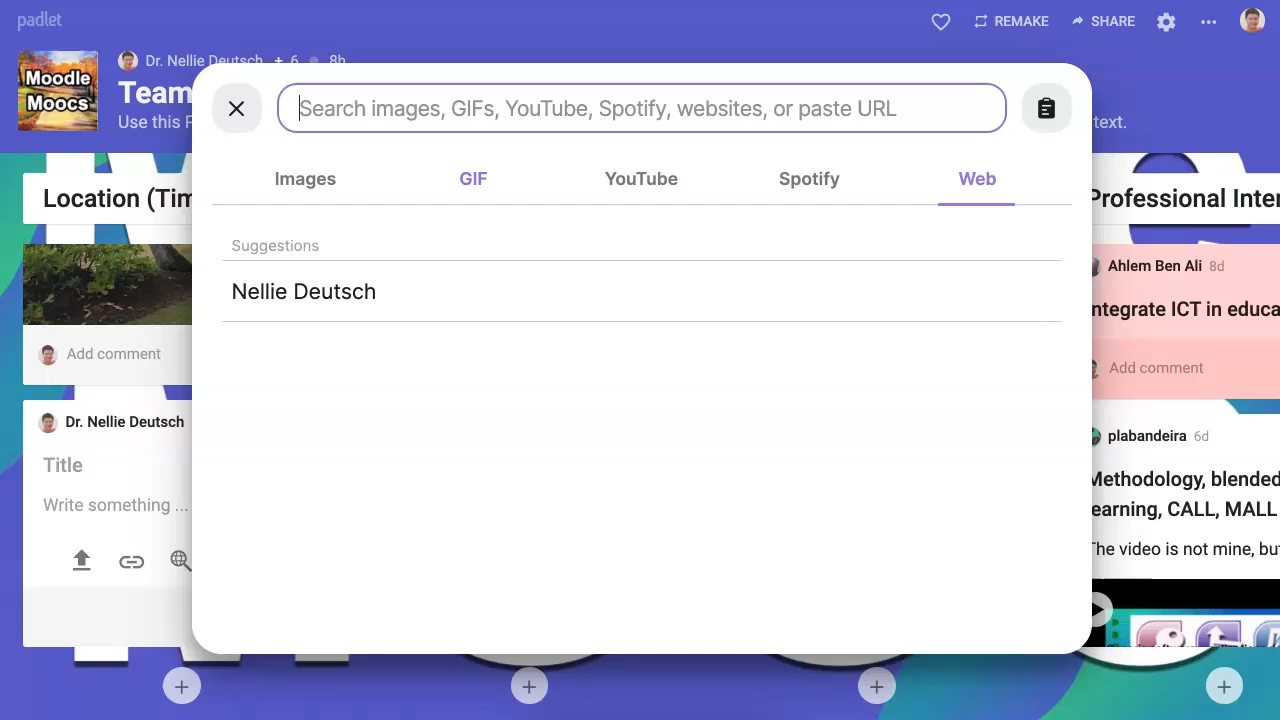 padlet
REMAKE
SHARE
Moodle
Moocs
Dr. Nellie Deutsch + 6 8h
Team
Use this
text.
Search images, GIFs, YouTube, Spotify, websites, or paste URL
Images
GIF
YouTube
Spotify
Web
Suggestions
Nellie Deutsch
Location (Tim
Add comment
Dr. Nellie Deutsch
Title
Write something ...
Professional Inter
Ahlem Ben Ali 8d
ntegrate ICT in educa
Add comment
plabandeira 6d
Methodology, blended
earning, CALL, MALL
The video is not mine, but